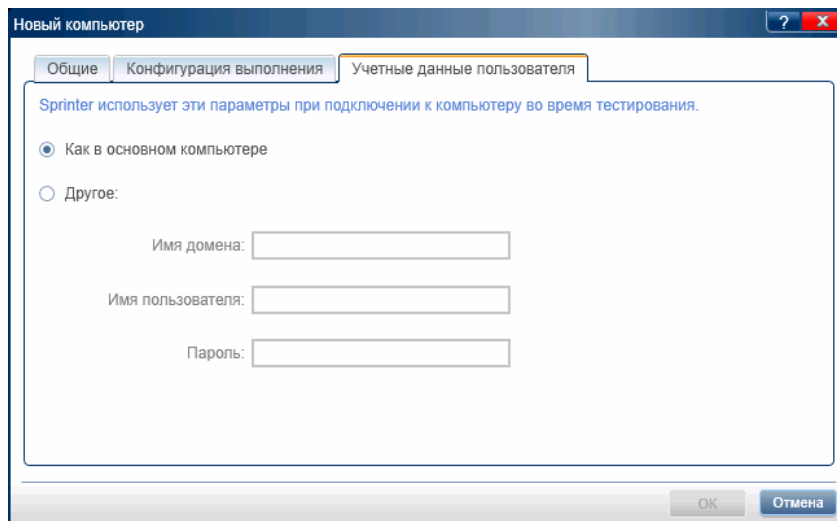 Новый компьютер
?
X
Общие
Конфигурация выполнения
Учетные данные пользователя
Sprinter использует эти параметры при подключении к компьютеру во время тестирования.
Как в основном компьютере
Другое:
Имя домена:
Имя пользователя:
Пароль:
OK
Отмена